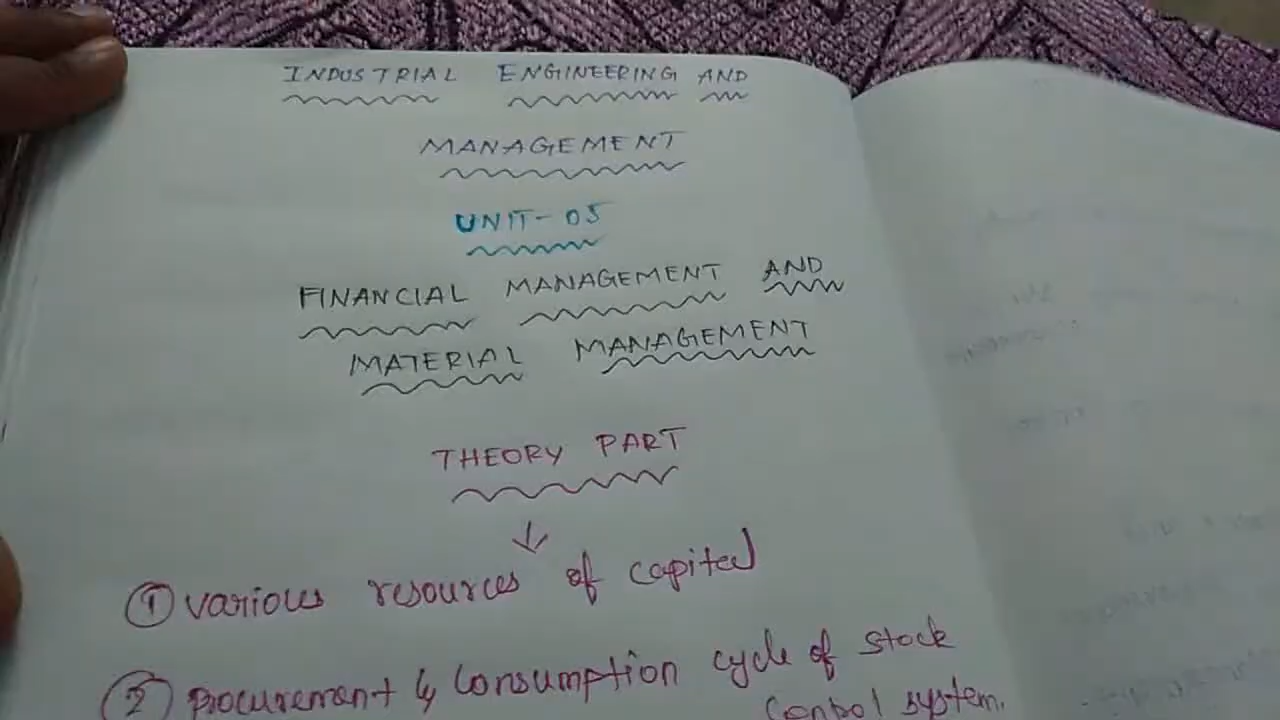 INDUSTRIAL ENGINEERING AND
MANAGEMENT
UNIT-05
FINANCIAL MANAGEMENT AND
MATERIAL MANAGEMENT
THEORY PART
↓
① various resources of capital
② procurement & consumption cycle of stock
control system.